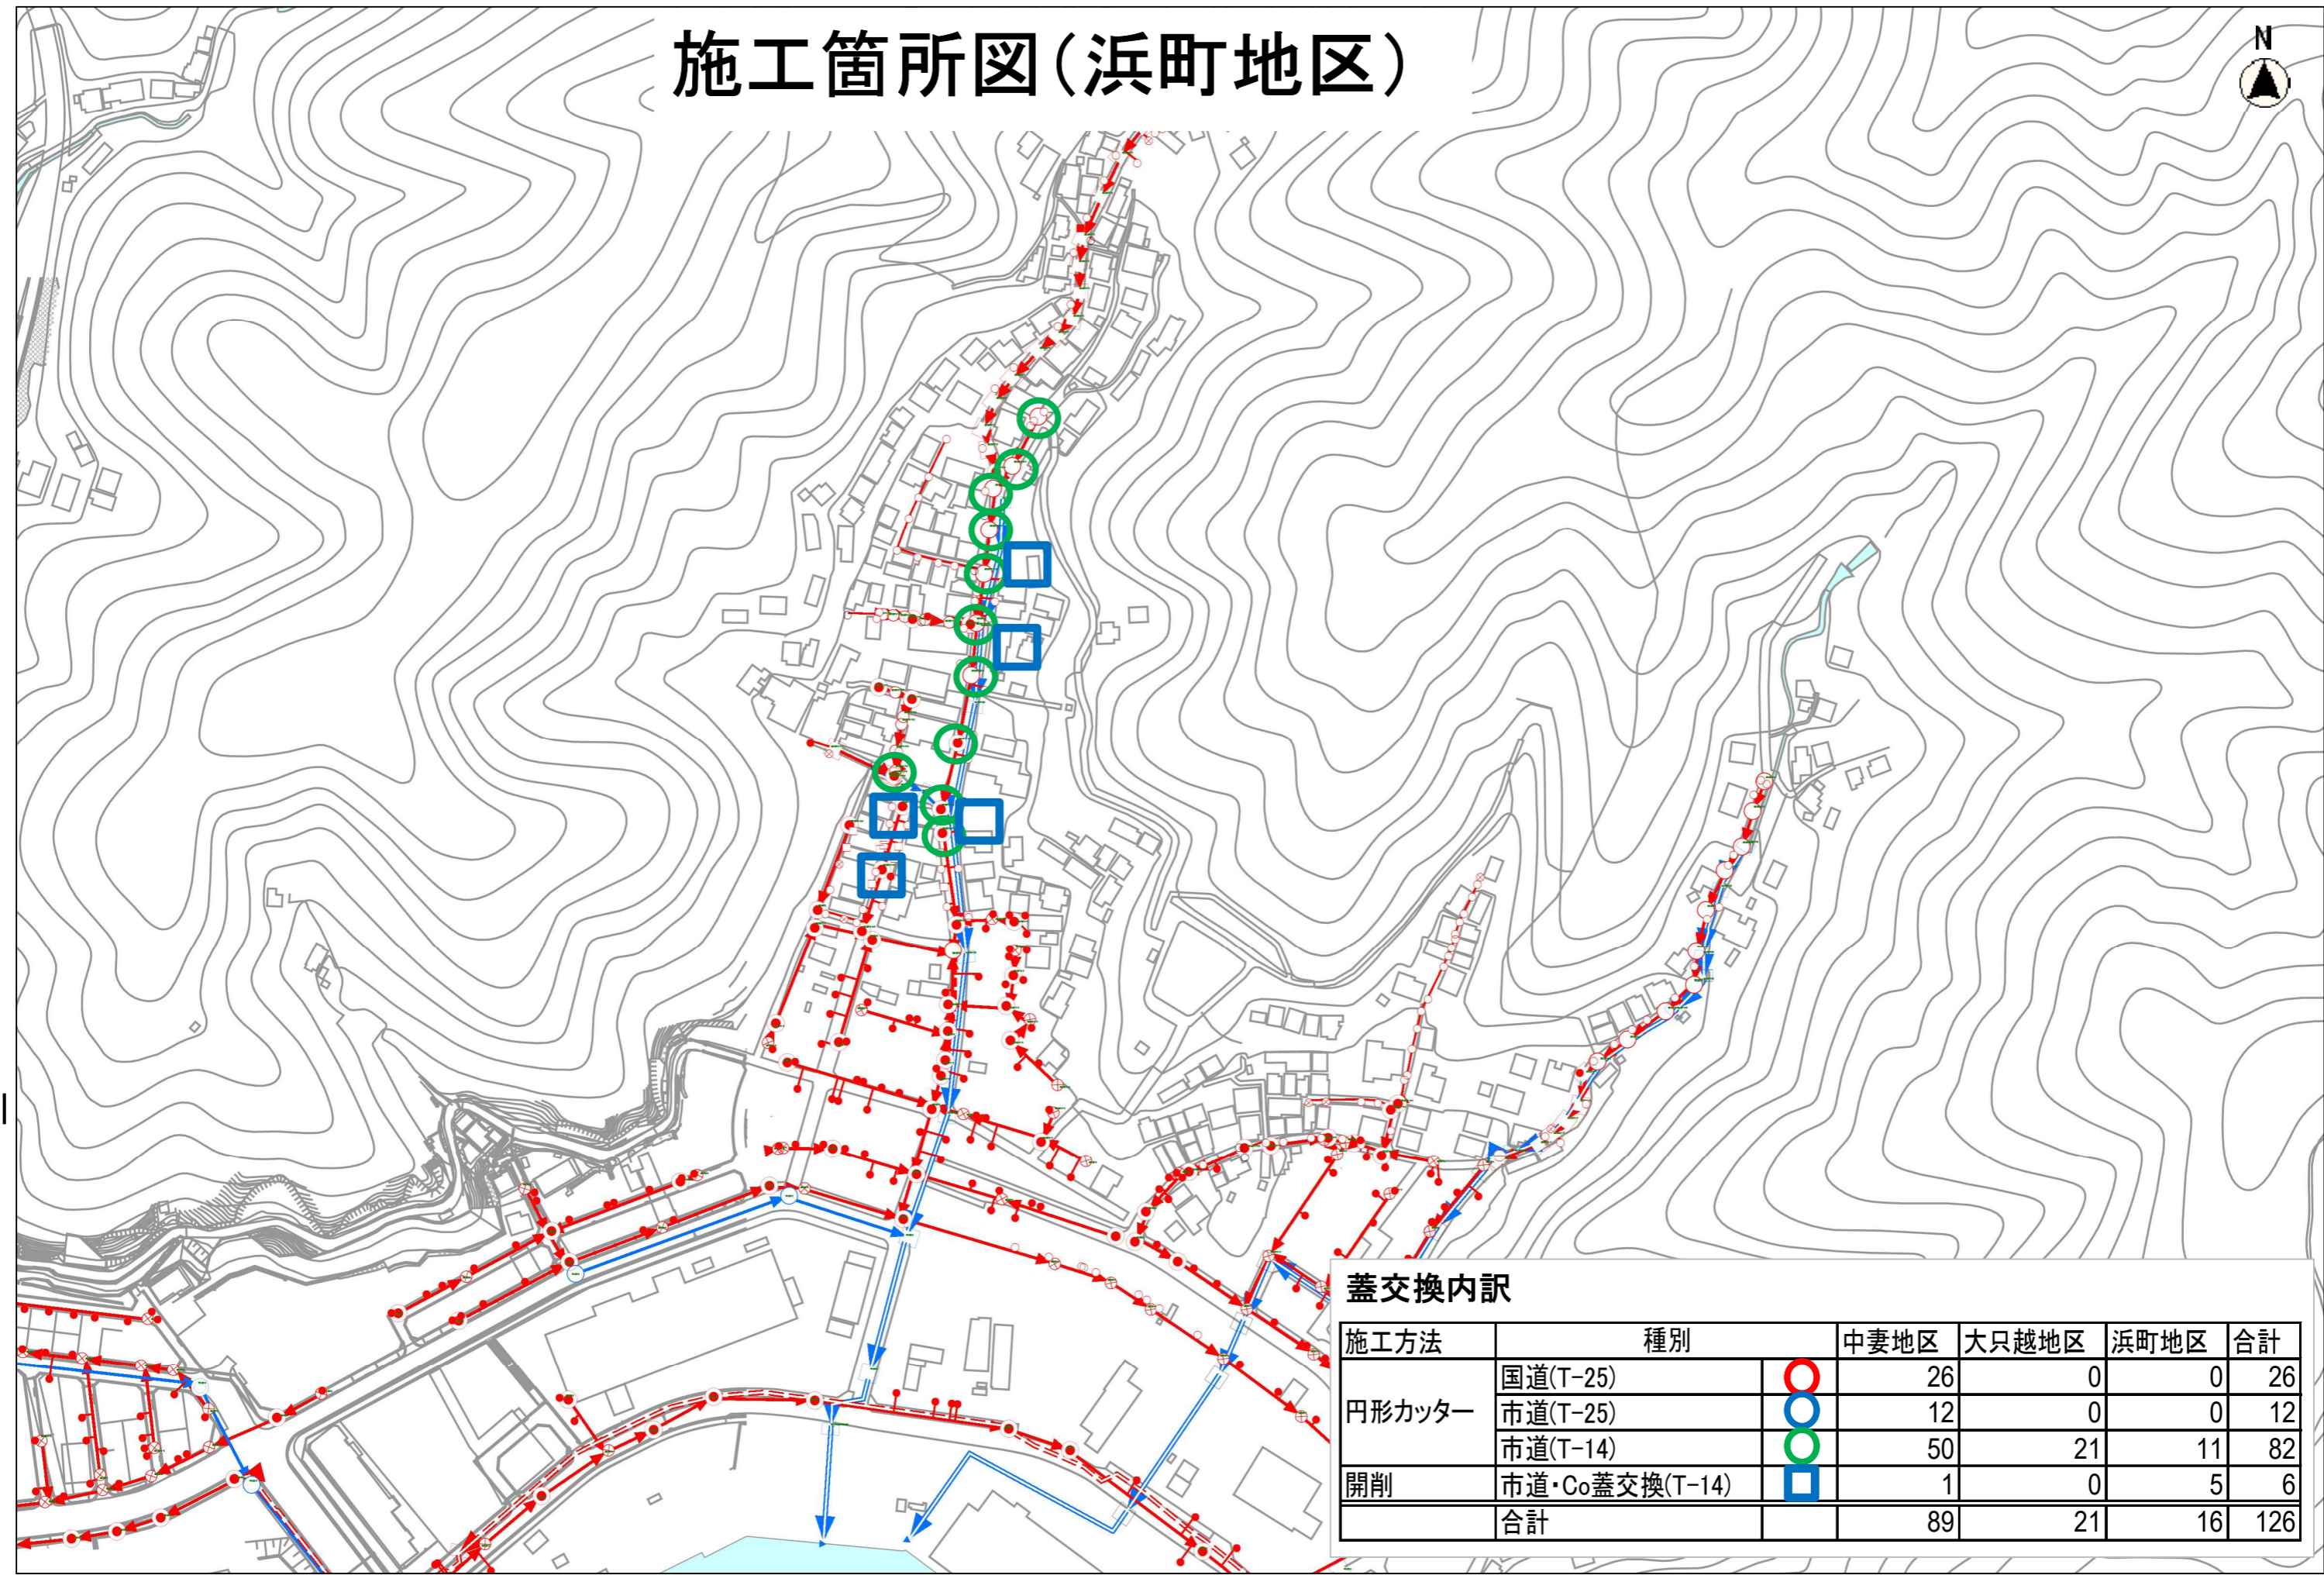 施工箇所図(浜町地区)
N
蓋交換内訳
施工方法 種別 中妻地区 大只越地区 浜町地区 合計
円形カッター 国道(T-25) 26 0 0 26
市道(T-25) 12 0 0 12
市道(T-14) 50 21 11 82
開削 市道・Co蓋交換(T-14) 1 0 5 6
合計 89 21 16 126